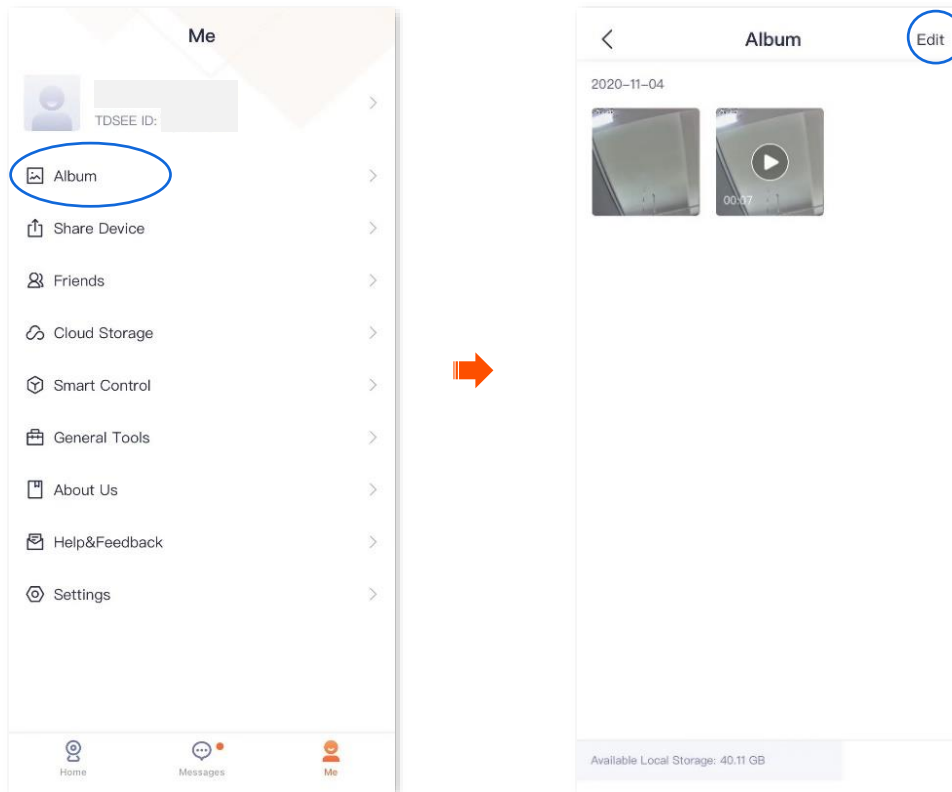 Me
TDSEE ID:
Album
Share Device
Friends
Cloud Storage
Smart Control
General Tools
About Us
Help&Feedback
Settings
Home
Messages
Me
Album
Edit
2020-11-04
00:07
Available Local Storage: 40.11 GB